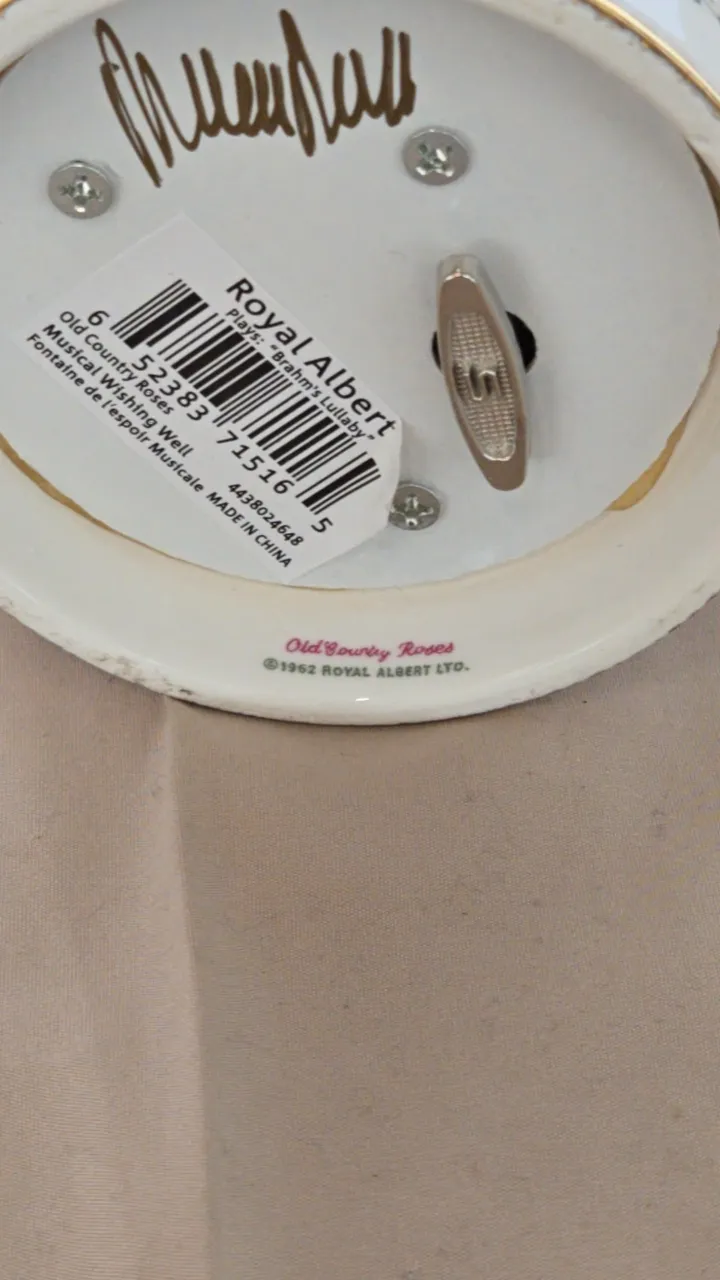 Royal Albert
Plays: "Brahm's Lullaby"
6 52383 71516 5
Old Country Roses
Musical Wishing Well
Fontaine de l'espoir Musicale
4438024648
MADE IN CHINA
Old Country Roses
©1962 ROYAL ALBERT LTD.